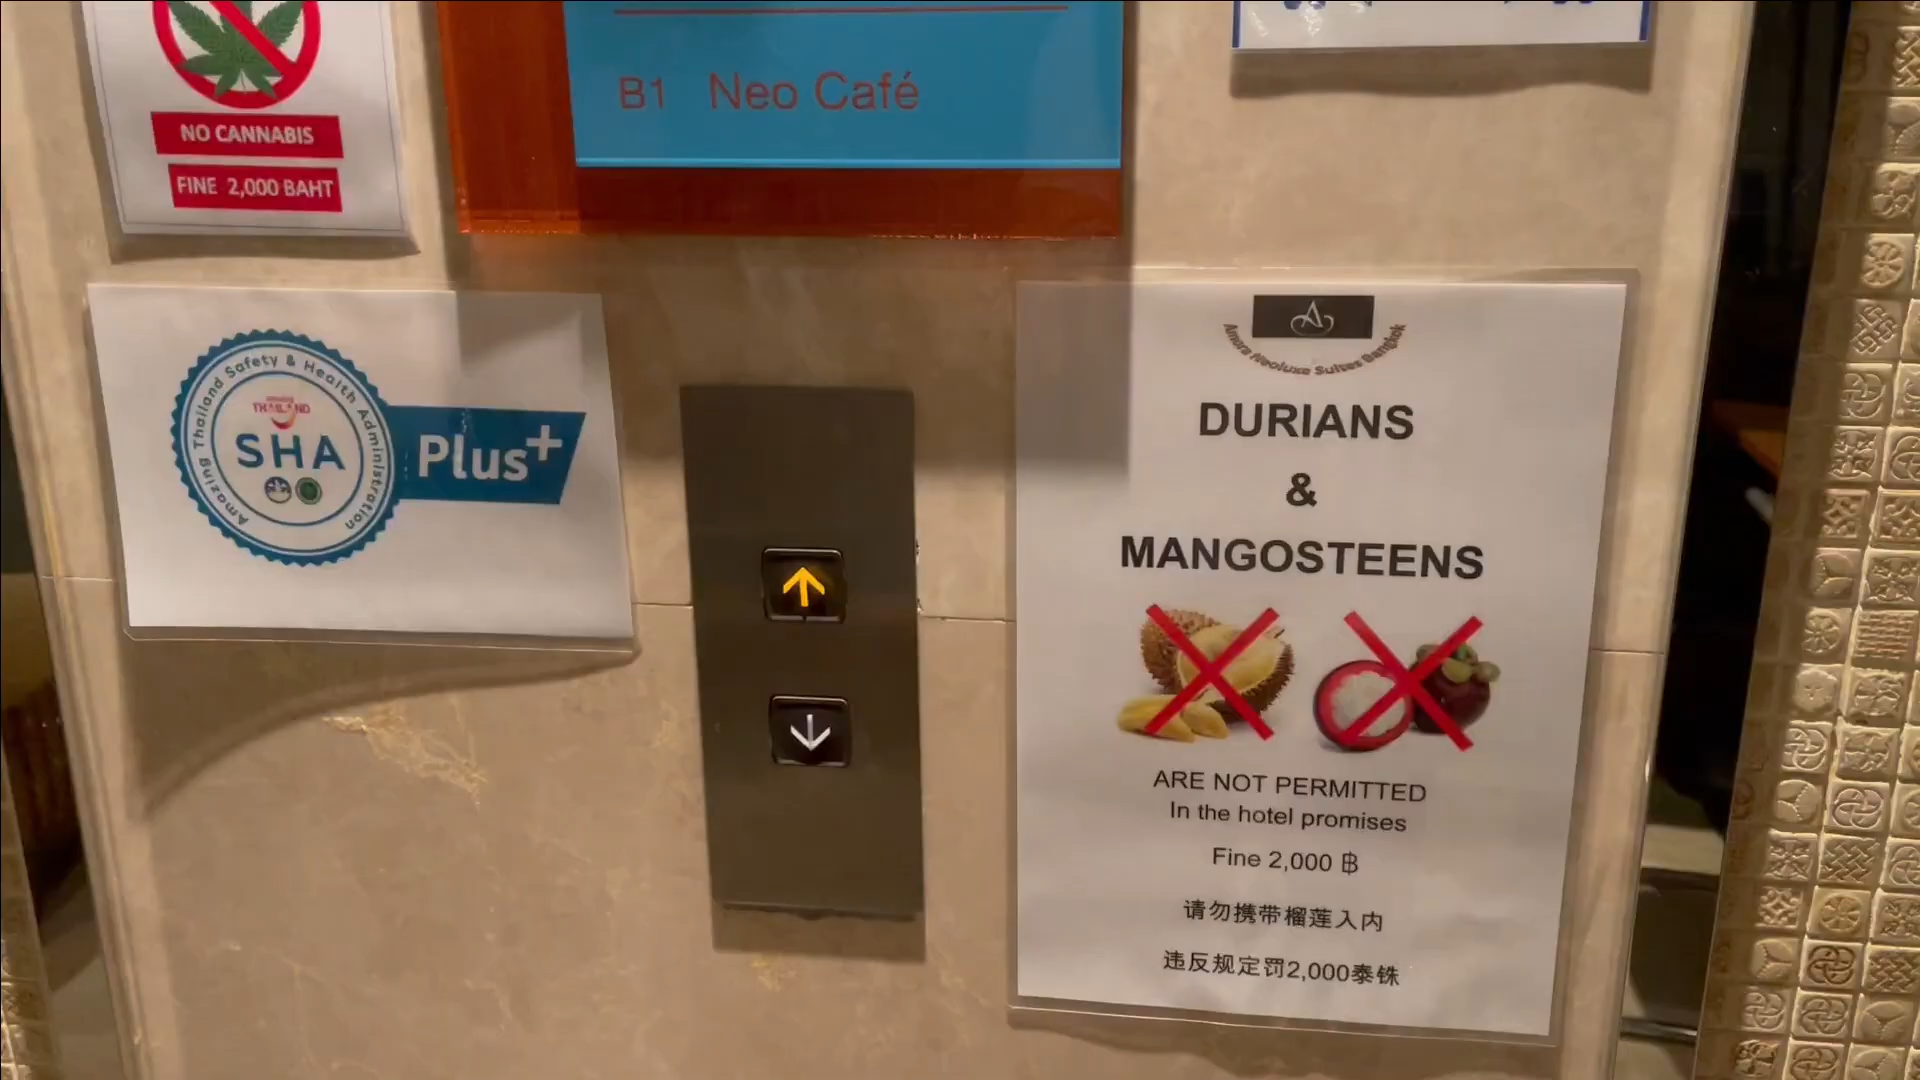 NO CANNABIS
FINE 2,000 BAHT
B1 Neo Café
Amazing Thailand Safety & Health Administration
AMAZING
THAILAND
SHA
Plus+
A
Amora Neoluxe Suites Bangkok
DURIANS
&
MANGOSTEENS
ARE NOT PERMITTED
In the hotel promises
Fine 2,000 ฿
请勿携带榴莲入内
违反规定罚2,000泰铢